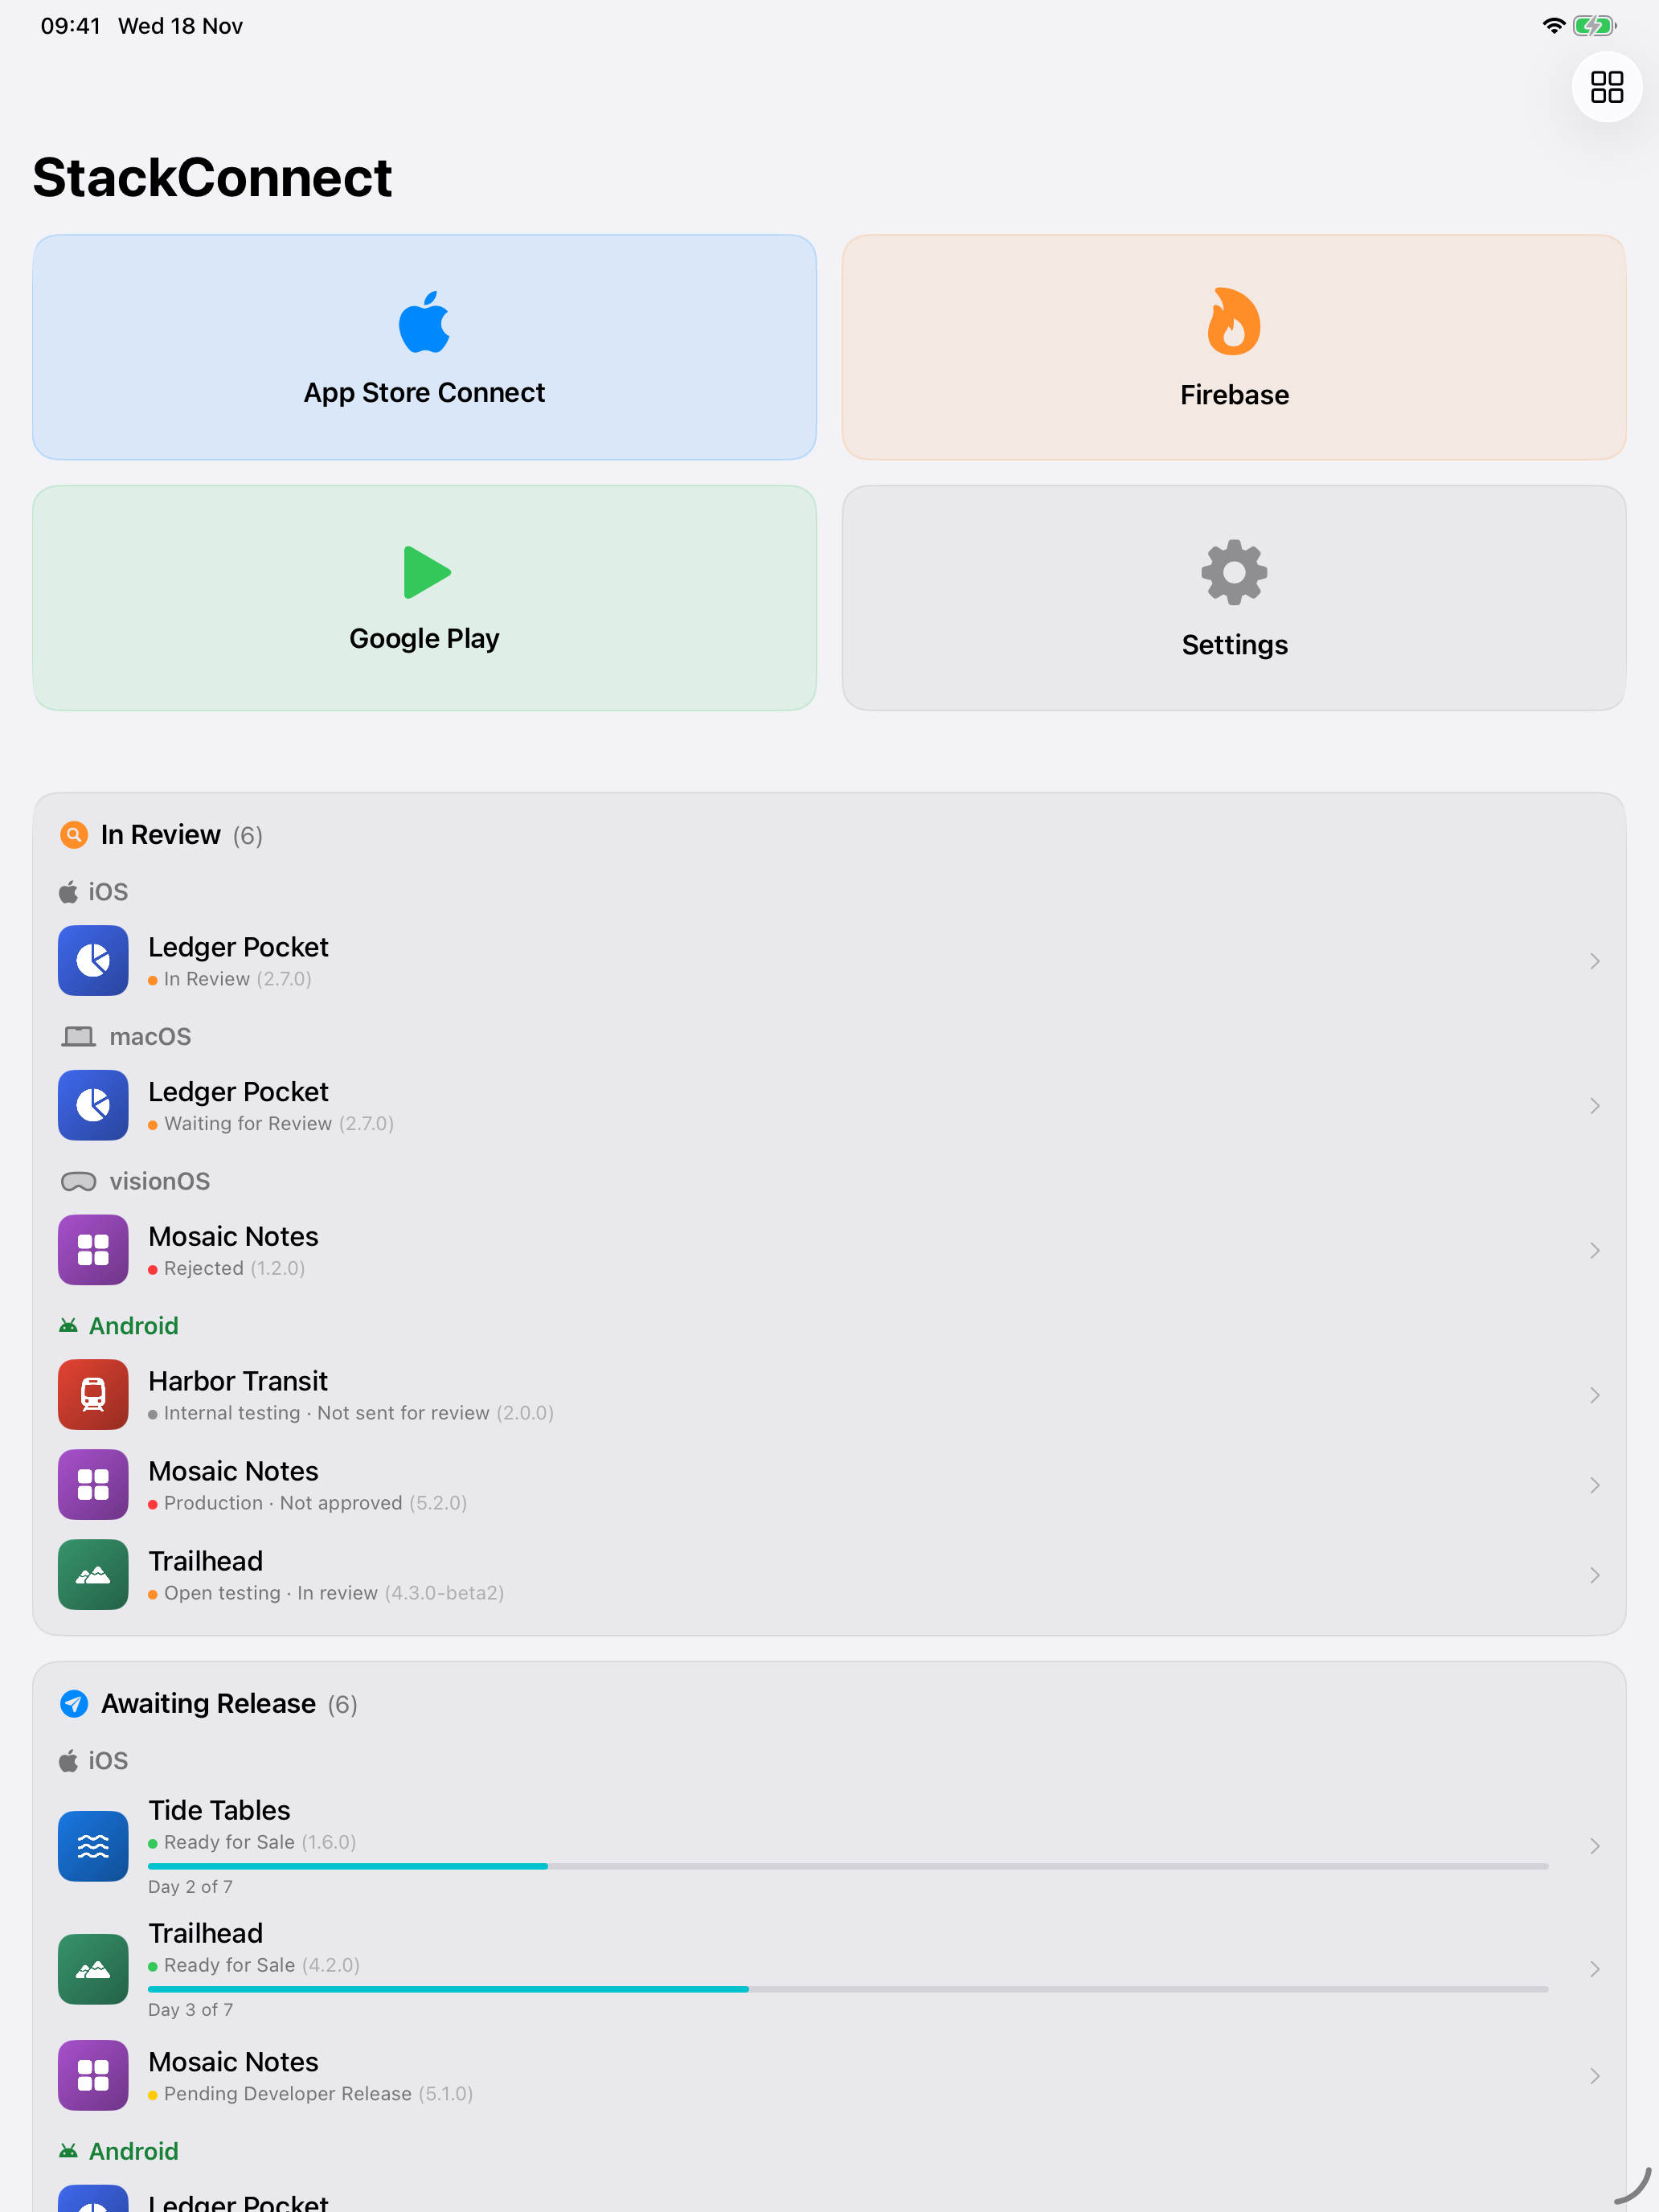 09:41 Wed 18 Nov
StackConnect
App Store Connect
Firebase
Google Play
Settings
In Review (6)
iOS
Ledger Pocket
In Review (2.7.0)
macOS
Ledger Pocket
Waiting for Review (2.7.0)
visionOS
Mosaic Notes
Rejected (1.2.0)
Android
Harbor Transit
Internal testing · Not sent for review (2.0.0)
Mosaic Notes
Production · Not approved (5.2.0)
Trailhead
Open testing · In review (4.3.0-beta2)
Awaiting Release (6)
iOS
Tide Tables
Ready for Sale (1.6.0)
Day 2 of 7
Trailhead
Ready for Sale (4.2.0)
Day 3 of 7
Mosaic Notes
Pending Developer Release (5.1.0)
Android
Ledger Pocket